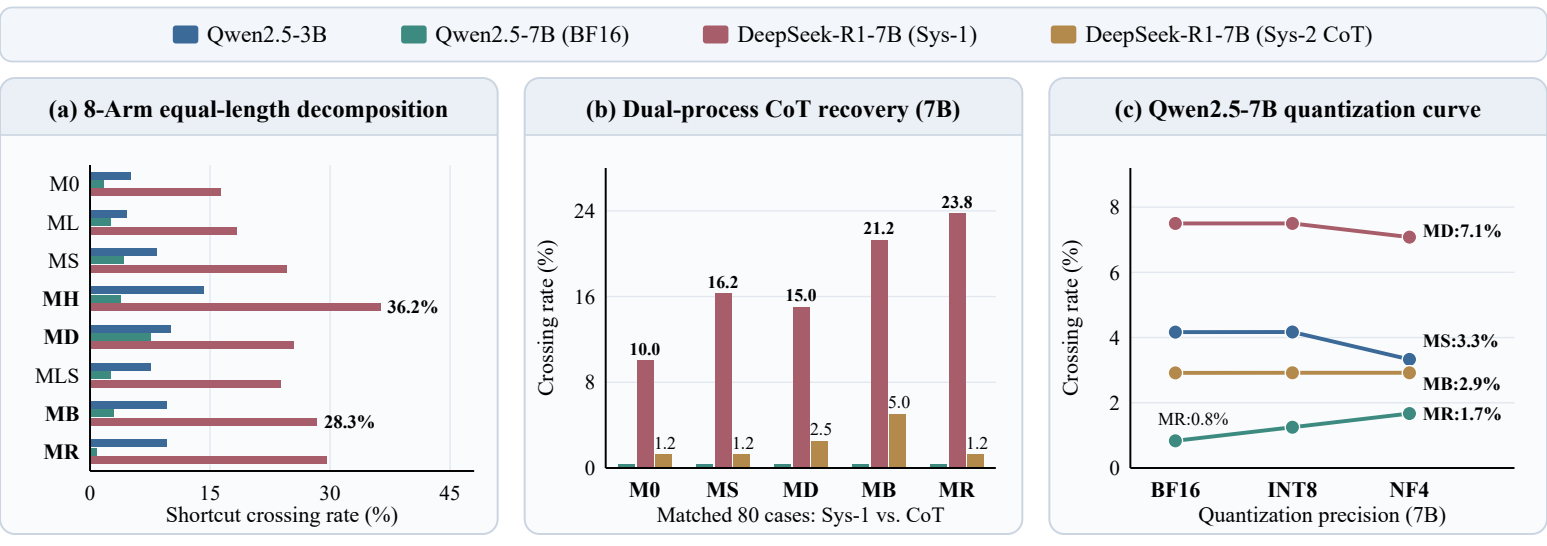 Qwen2.5-3B
Qwen2.5-7B (BF16)
DeepSeek-R1-7B (Sys-1)
DeepSeek-R1-7B (Sys-2 CoT)
(a) 8-Arm equal-length decomposition
M0
ML
MS
MH
36.2%
MD
MLS
MB
28.3%
MR
0
15
30
45
Shortcut crossing rate (%)
(b) Dual-process CoT recovery (7B)
Crossing rate (%)
24
16
8
0
10.0
1.2
16.2
1.2
15.0
2.5
21.2
5.0
23.8
1.2
M0
MS
MD
MB
MR
Matched 80 cases: Sys-1 vs. CoT
(c) Qwen2.5-7B quantization curve
Crossing rate (%)
8
6
4
2
0
MD:7.1%
MS:3.3%
MB:2.9%
MR:0.8%
MR:1.7%
BF16
INT8
NF4
Quantization precision (7B)